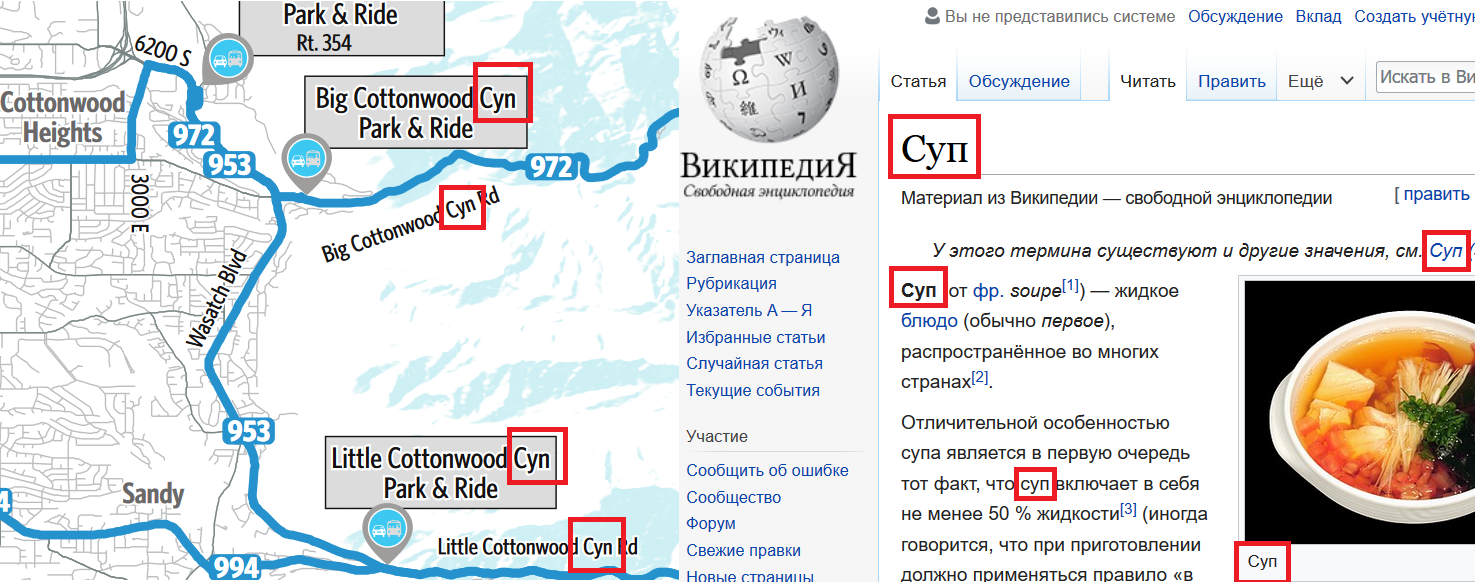 Park & Ride
Rt. 354
6200 S
Cottonwood
Heights
Big Cottonwood Cyn
Park & Ride
972
953
972
3000 E
Big Cottonwood Cyn Rd
Wasatch Blvd
953
Little Cottonwood Cyn
Park & Ride
Sandy
4
Little Cottonwood Cyn Rd
994
ВикипедиЯ
Свободная энциклопедия
Заглавная страница
Рубрикация
Указатель А — Я
Избранные статьи
Случайная статья
Текущие события
Участие
Сообщить об ошибке
Сообщество
Форум
Свежие правки
Новые страницы
Вы не представились системе Обсуждение Вклад Создать учётную
Статья Обсуждение Читать Править Ещё Искать в Ви
Суп
Материал из Википедии — свободной энциклопедии
[ править
У этого термина существуют и другие значения, см. Суп (
Суп от фр. soupe[1]) — жидкое
блюдо (обычно первое),
распространённое во многих
странах[2].
Отличительной особенностью
супа является в первую очередь
тот факт, что суп включает в себя
не менее 50 % жидкости[3] (иногда
говорится, что при приготовлении
должно применяться правило «в
Суп